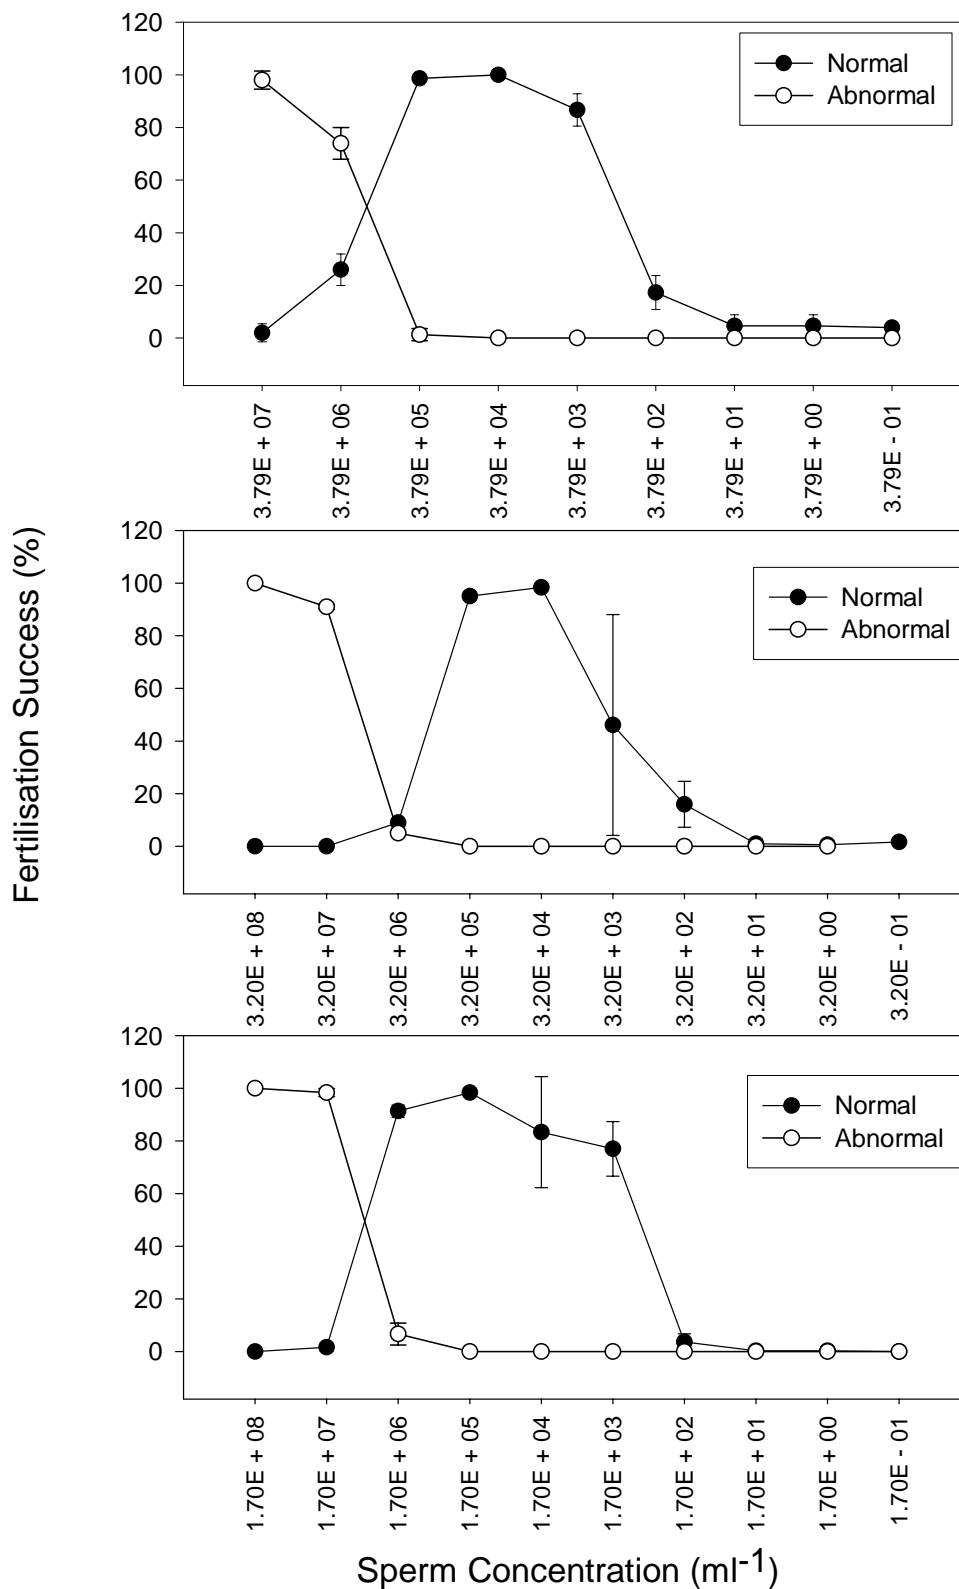 Fertilisation Success (%)
120
100
80
60
40
20
0
Normal
Abnormal
3.79E + 07
3.79E + 06
3.79E + 05
3.79E + 04
3.79E + 03
3.79E + 02
3.79E + 01
3.79E + 00
3.79E - 01
120
100
80
60
40
20
0
Normal
Abnormal
3.20E + 08
3.20E + 07
3.20E + 06
3.20E + 05
3.20E + 04
3.20E + 03
3.20E + 02
3.20E + 01
3.20E + 00
3.20E - 01
120
100
80
60
40
20
0
Normal
Abnormal
1.70E + 08
1.70E + 07
1.70E + 06
1.70E + 05
1.70E + 04
1.70E + 03
1.70E + 02
1.70E + 01
1.70E + 00
1.70E - 01
Sperm Concentration (ml⁻¹)